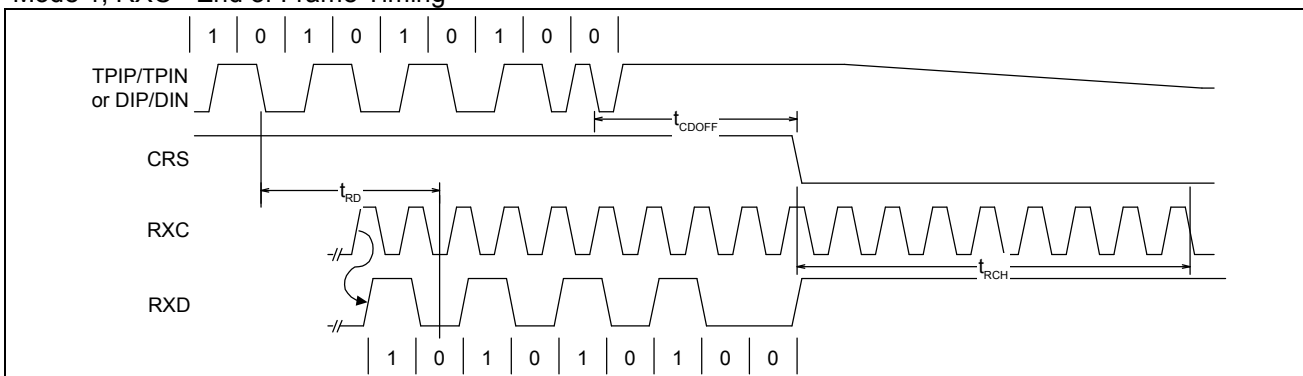 Mode 1, RXC - End of Frame Timing
1 0 1 0 1 0 1 0 0
TPIP/TPIN
or DIP/DIN
tCDOFF
CRS
tRD
RXC
tRCH
RXD
1 0 1 0 1 0 1 0 0